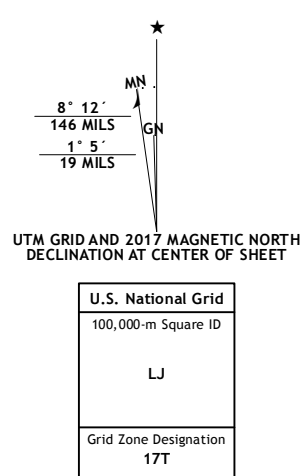 ★
MN
8° 12´
146 MILS
GN
1° 5´
19 MILS
UTM GRID AND 2017 MAGNETIC NORTH
DECLINATION AT CENTER OF SHEET
U.S. National Grid
100,000-m Square ID
LJ
Grid Zone Designation
17T